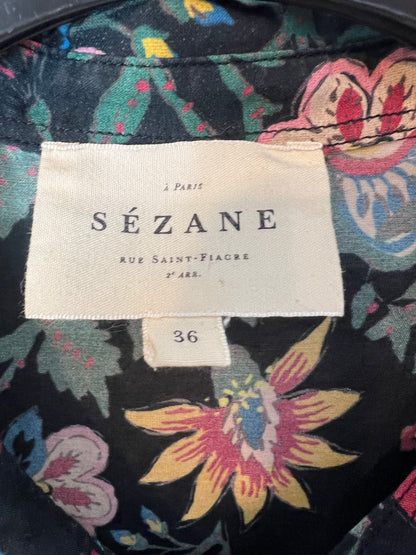 à Paris
SÉZANE
Rue Saint-Fiacre
2e Arr.
36